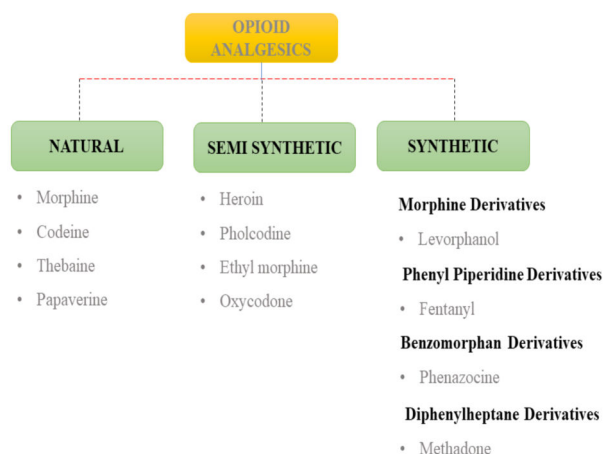 OPIOID
ANALGESICS
NATURAL
• Morphine
• Codeine
• Thebaine
• Papaverine
SEMI SYNTHETIC
• Heroin
• Pholcodine
• Ethyl morphine
• Oxycodone
SYNTHETIC
Morphine Derivatives
• Levorphanol
Phenyl Piperidine Derivatives
• Fentanyl
Benzomorphan Derivatives
• Phenazocine
Diphenylheptane Derivatives
• Methadone